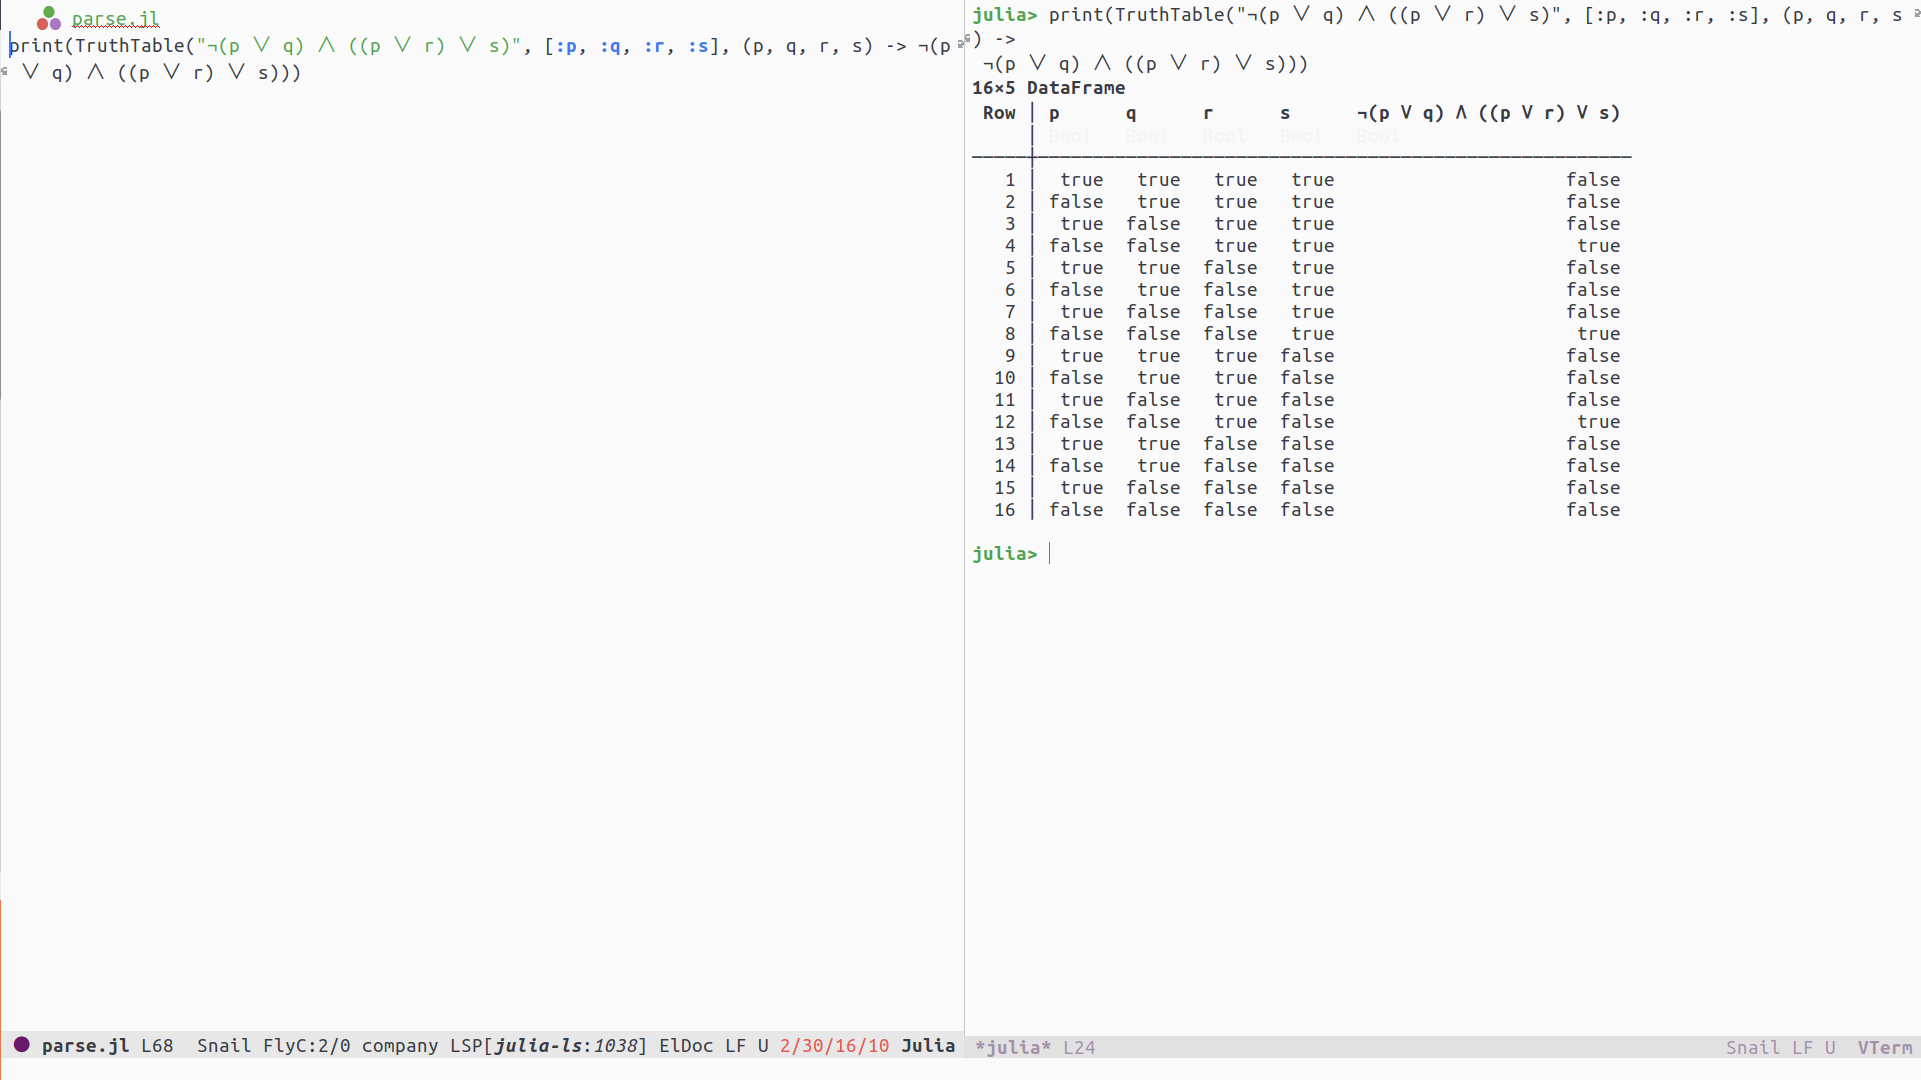 parse.jl
print(TruthTable("¬(p ∨ q) ∧ ((p ∨ r) ∨ s)", [:p, :q, :r, :s], (p, q, r, s) -> ¬(p
∨ q) ∧ ((p ∨ r) ∨ s)))
● parse.jl L68 Snail FlyC:2/0 company LSP[julia-ls:1038] ElDoc LF U 2/30/16/10 Julia
julia> print(TruthTable("¬(p ∨ q) ∧ ((p ∨ r) ∨ s)", [:p, :q, :r, :s], (p, q, r, s
) ->
¬(p ∨ q) ∧ ((p ∨ r) ∨ s)))
16×5 DataFrame
Row │ p q r s ¬(p ∨ q) ∧ ((p ∨ r) ∨ s)
│ Bool Bool Bool Bool Bool
1 │ true true true true false
2 │ false true true true false
3 │ true false true true false
4 │ false false true true true
5 │ true true false true false
6 │ false true false true false
7 │ true false false true false
8 │ false false false true true
9 │ true true true false false
10 │ false true true false false
11 │ true false true false false
12 │ false false true false true
13 │ true true false false false
14 │ false true false false false
15 │ true false false false false
16 │ false false false false false
julia>
*julia* L24 Snail LF U VTerm